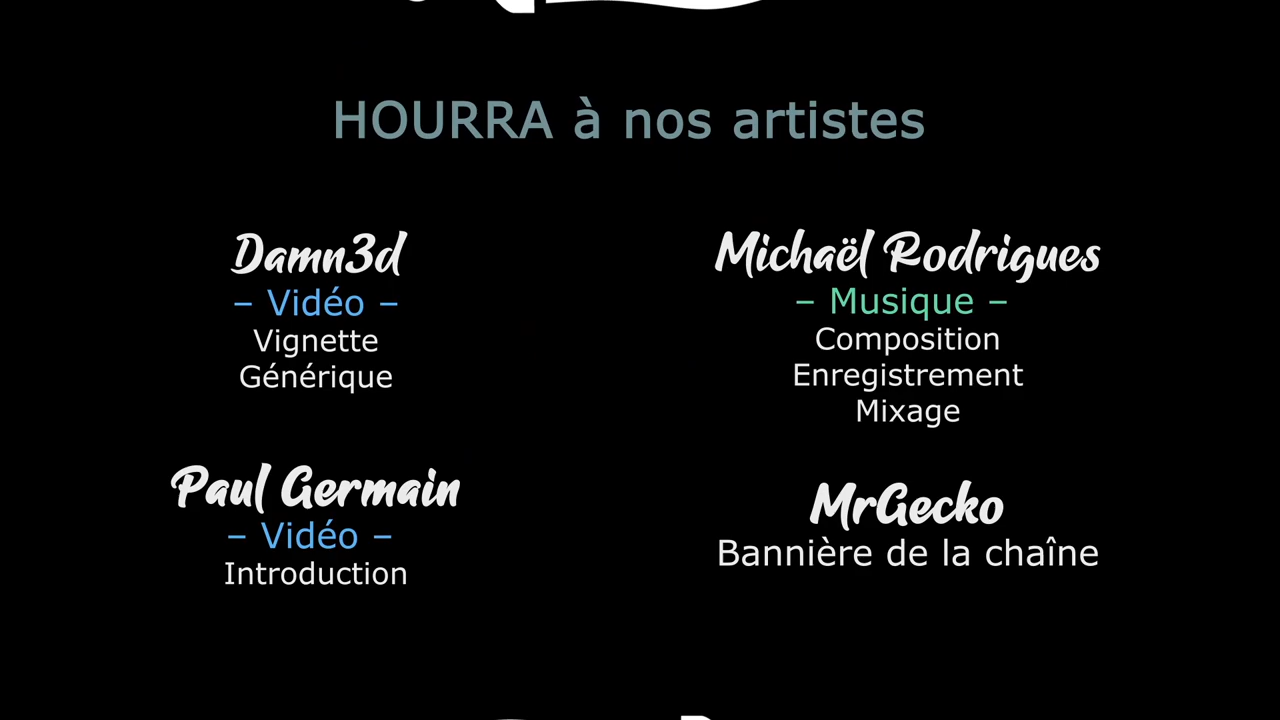 HOURRA à nos artistes
Damn3d
– Vidéo –
Vignette
Générique
Michaël Rodrigues
– Musique –
Composition
Enregistrement
Mixage
Paul Germain
– Vidéo –
Introduction
MrGecko
Bannière de la chaîne